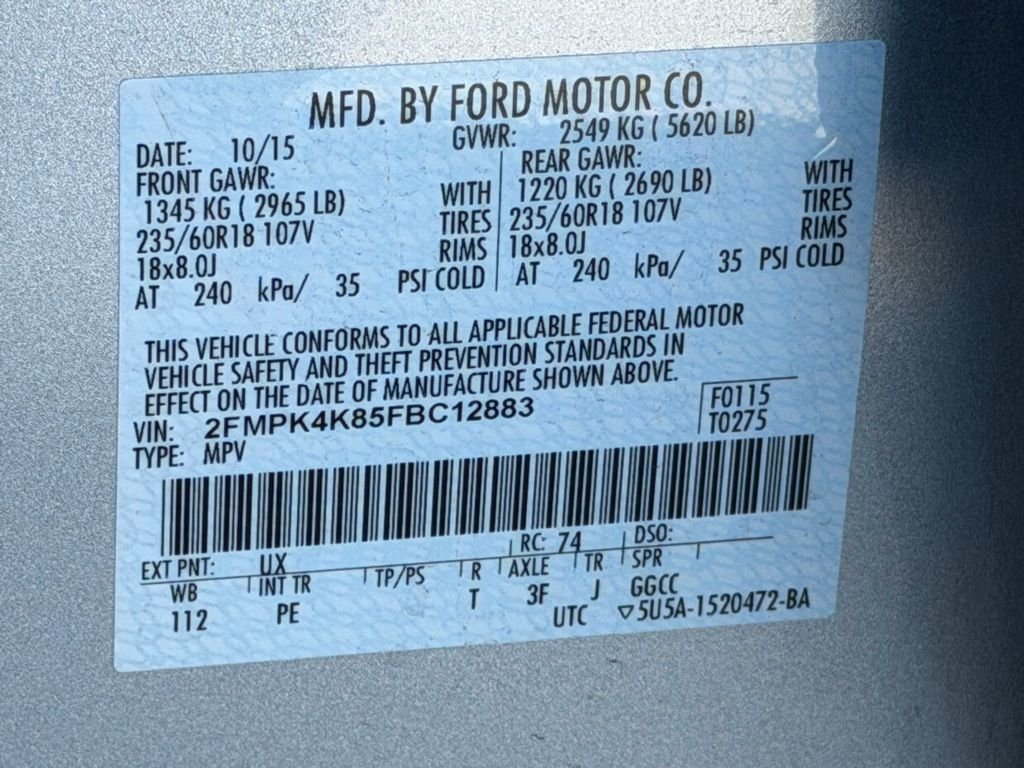 MFD. BY FORD MOTOR CO.
DATE: 10/15 GVWR: 2549 KG ( 5620 LB)
FRONT GAWR: REAR GAWR:
1345 KG ( 2965 LB) WITH 1220 KG ( 2690 LB) WITH
235/60R18 107V TIRES 235/60R18 107V TIRES
18x8.0J RIMS 18x8.0J RIMS
AT 240 kPa/ 35 PSI COLD AT 240 kPa/ 35 PSI COLD
THIS VEHICLE CONFORMS TO ALL APPLICABLE FEDERAL MOTOR
VEHICLE SAFETY AND THEFT PREVENTION STANDARDS IN
EFFECT ON THE DATE OF MANUFACTURE SHOWN ABOVE.
VIN: 2FMPK4K85FBC12883 F0115
TYPE: MPV T0275
EXT PNT: UX RC: 74 DSO:
WB INT TR TP/PS R AXLE TR SPR
112 PE T 3F J GGCC
UTC ▽5U5A-1520472-BA